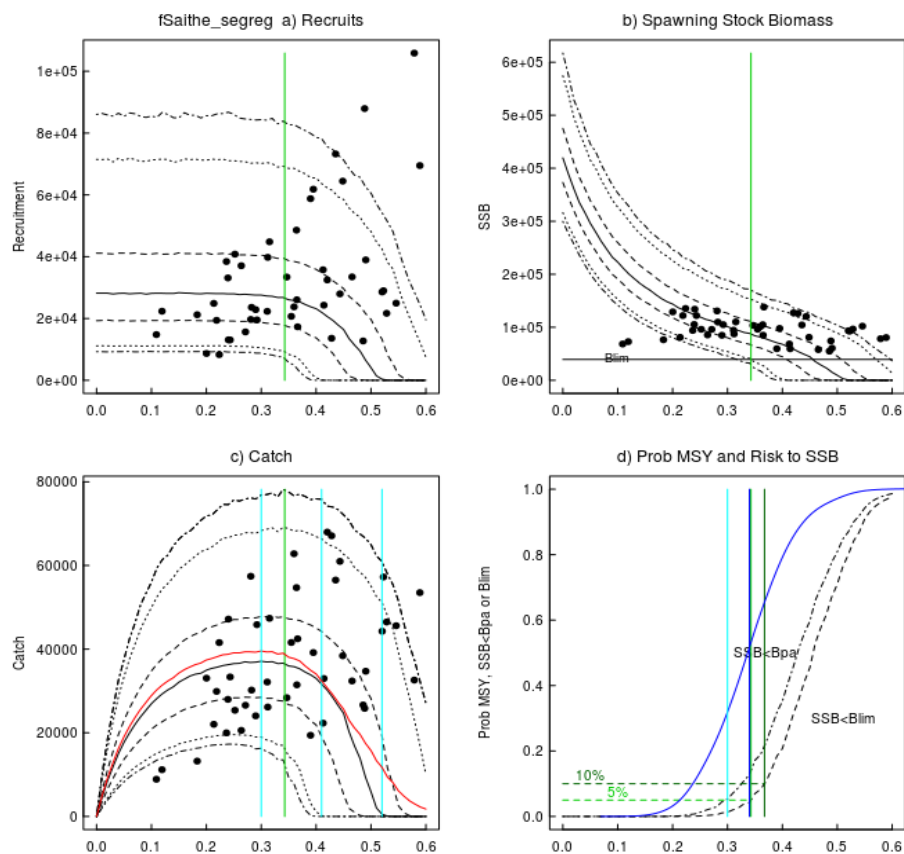 fSaithe_segreg a) Recruits
Recruitment
1e+05
8e+04
6e+04
4e+04
2e+04
0e+00
0.0 0.1 0.2 0.3 0.4 0.5 0.6
b) Spawning Stock Biomass
SSB
6e+05
5e+05
4e+05
3e+05
2e+05
1e+05
0e+00
Blim
0.0 0.1 0.2 0.3 0.4 0.5 0.6
c) Catch
Catch
80000
60000
40000
20000
0
0.0 0.1 0.2 0.3 0.4 0.5 0.6
d) Prob MSY and Risk to SSB
Prob MSY, SSB<Bpa or Blim
1.0
0.8
0.6
0.4
0.2
0.0
SSB<Bpa
SSB<Blim
10%
5%
0.0 0.1 0.2 0.3 0.4 0.5 0.6